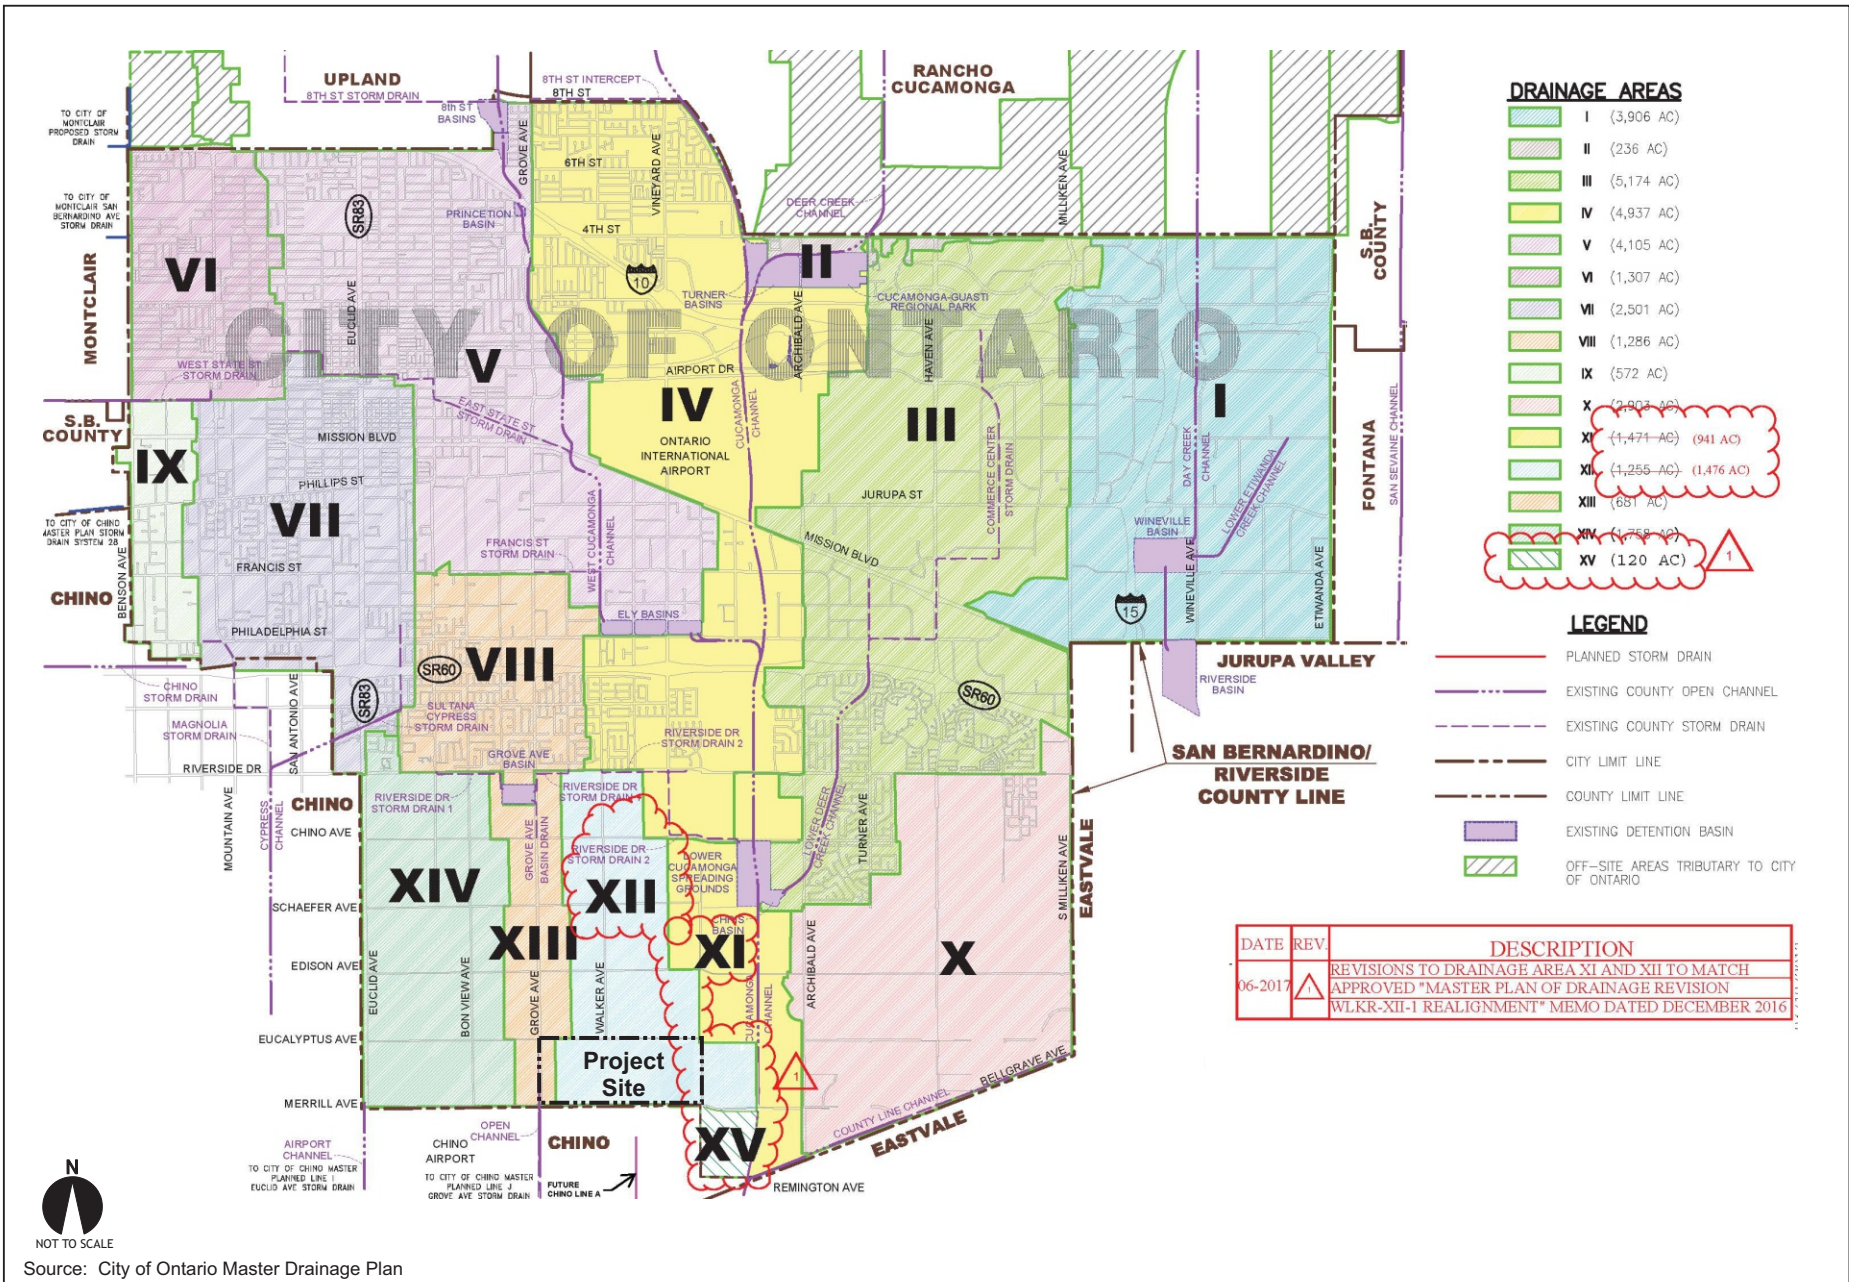 UPLAND
8TH ST STORM DRAIN
8TH ST INTERCEPT
8TH ST
RANCHO
CUCAMONGA
TO CITY OF
MONTCLAIR
PROPOSED STORM
DRAIN
8th ST
BASINS
GROVE AVE
VINEYARD AVE
6TH ST
MILLIKEN AVE
TO CITY OF
MONTCLAIR SAN
BERNARDINO AVE
STORM DRAIN
SR83
PRINCETION
BASIN
4TH ST
DEER CREEK
CHANNEL
MONTCLAIR
VI
EUCLID AVE
10
II
TURNER
BASINS
ARCHIBALD AVE
CUCAMONGA-GUASTI
REGIONAL PARK
S.B.
COUNTY
CITY OF ONTARIO
WEST STATE ST
STORM DRAIN
V
AIRPORT DR
HAVEN AVE
S.B.
COUNTY
EAST STATE ST
STORM DRAIN
IV
CUCAMONGA
CHANNEL
III
I
MISSION BLVD
ONTARIO
INTERNATIONAL
AIRPORT
COMMERCE CENTER
STORM DRAIN
DAY CREEK
CHANNEL
LOWER ETIWANDA
CREEK CHANNEL
FONTANA
SAN SEVAINE CHANNEL
IX
PHILLIPS ST
JURUPA ST
TO CITY OF CHINO
MASTER PLAN STORM
DRAIN SYSTEM 2B
VII
WINEVILLE
BASIN
BENSON AVE
FRANCIS ST
FRANCIS ST
STORM DRAIN
WEST CUCAMONGA
CHANNEL
MISSION BLVD
WINEVILLE AVE
ETIWANDA AVE
CHINO
15
PHILADELPHIA ST
ELY BASINS
SR60
VIII
JURUPA VALLEY
RIVERSIDE
BASIN
CHINO
STORM DRAIN
SAN ANTONIO AVE
SR83
SULTANA
CYPRESS
STORM DRAIN
SR60
MAGNOLIA
STORM DRAIN
RIVERSIDE DR
STORM DRAIN 2
GROVE AVE
BASIN
RIVERSIDE DR
SAN BERNARDINO/
RIVERSIDE
COUNTY LINE
MOUNTAIN AVE
CYPRESS
CHANNEL
CHINO
CHINO AVE
RIVERSIDE DR
STORM DRAIN 1
RIVERSIDE DR
STORM DRAIN
GROVE AVE
BASIN DRAIN
RIVERSIDE DR
STORM DRAIN 2
LOWER
CUCAMONGA
SPREADING
GROUNDS
LOWER DEER
CREEK CHANNEL
TURNER AVE
S MILLIKEN AVE
EASTVALE
XIV
XII
SCHAEFER AVE
CHRIS
BASIN
XIII
XI
X
EDISON AVE
EUCLID AVE
BON VIEW AVE
GROVE AVE
WALKER AVE
CUCAMONGA
CHANNEL
ARCHIBALD AVE
EUCALYPTUS AVE
Project
Site
1
BELLGRAVE AVE
MERRILL AVE
COUNTY LINE CHANNEL
EASTVALE
OPEN
CHANNEL
CHINO
XV
AIRPORT
CHANNEL
CHINO
AIRPORT
TO CITY OF CHINO MASTER
PLANNED LINE I
EUCLID AVE STORM DRAIN
TO CITY OF CHINO MASTER
PLANNED LINE J
GROVE AVE STORM DRAIN
FUTURE
CHINO LINE A
REMINGTON AVE
DRAINAGE AREAS
I (3,906 AC)
II (236 AC)
III (5,174 AC)
IV (4,937 AC)
V (4,105 AC)
VI (1,307 AC)
VII (2,501 AC)
VIII (1,286 AC)
IX (572 AC)
X (2,903 AC)
XI (1,471 AC) (941 AC)
XII (1,255 AC) (1,476 AC)
XIII (681 AC)
XIV (1,758 AC)
XV (120 AC)
1
LEGEND
PLANNED STORM DRAIN
EXISTING COUNTY OPEN CHANNEL
EXISTING COUNTY STORM DRAIN
CITY LIMIT LINE
COUNTY LIMIT LINE
EXISTING DETENTION BASIN
OFF-SITE AREAS TRIBUTARY TO CITY
OF ONTARIO
DATE REV. DESCRIPTION
06-2017 1 REVISIONS TO DRAINAGE AREA XI AND XII TO MATCH
APPROVED "MASTER PLAN OF DRAINAGE REVISION
WLKR-XII-1 REALIGNMENT" MEMO DATED DECEMBER 2016
N
NOT TO SCALE
Source: City of Ontario Master Drainage Plan